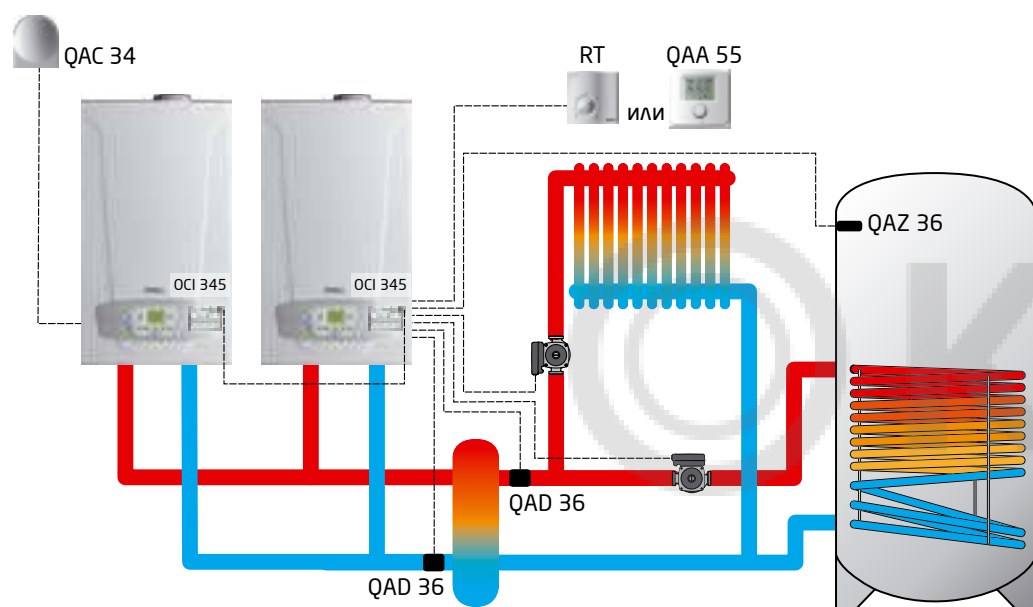 QAC 34
RT
QAA 55
или
QAZ 36
OCI 345
OCI 345
QAD 36
QAD 36